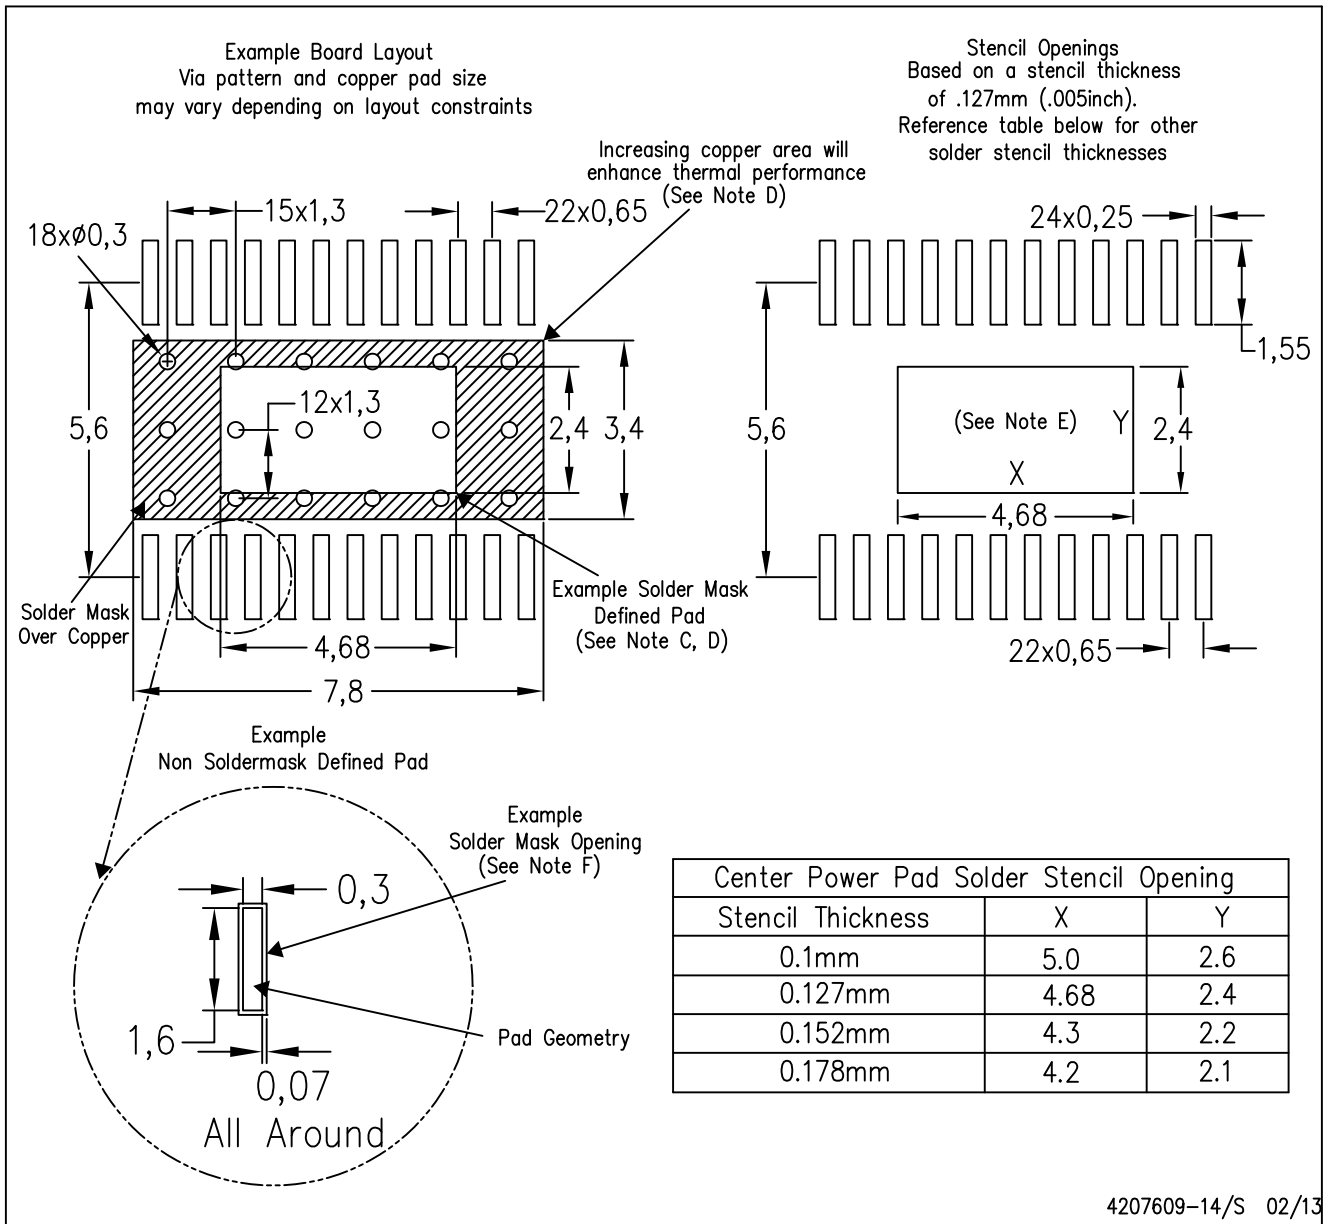 Example Board Layout
Via pattern and copper pad size
may vary depending on layout constraints
Stencil Openings
Based on a stencil thickness
of .127mm (.005inch).
Reference table below for other
solder stencil thicknesses
Increasing copper area will
enhance thermal performance
(See Note D)
15x1,3
22x0,65
18xø0,3
5,6
12x1,3
2,4
3,4
Solder Mask
Over Copper
Example Solder Mask
Defined Pad
(See Note C, D)
4,68
7,8
24x0,25
1,55
5,6
(See Note E)
Y
X
2,4
4,68
22x0,65
Example
Non Soldermask Defined Pad
Example
Solder Mask Opening
(See Note F)
0,3
1,6
Pad Geometry
0,07
All Around
Center Power Pad Solder Stencil Opening
Stencil Thickness X Y
0.1mm 5.0 2.6
0.127mm 4.68 2.4
0.152mm 4.3 2.2
0.178mm 4.2 2.1
4207609-14/S 02/13